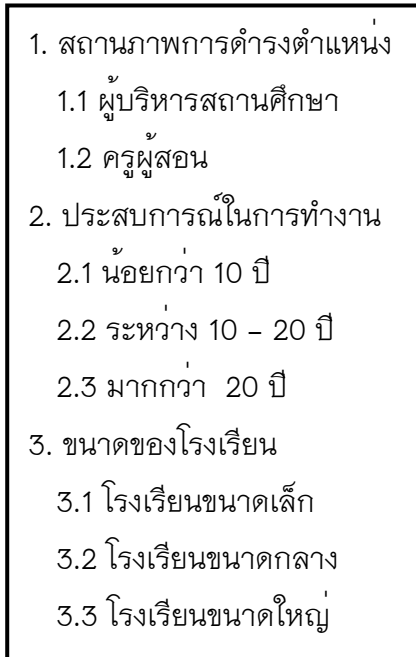 1. สถานภาพการดำรงตำแหน่ง
1.1 ผู้บริหารสถานศึกษา
1.2 ครูผู้สอน
2. ประสบการณ์ในการทำงาน
2.1 น้อยกว่า 10 ปี
2.2 ระหว่าง 10 – 20 ปี
2.3 มากกว่า 20 ปี
3. ขนาดของโรงเรียน
3.1 โรงเรียนขนาดเล็ก
3.2 โรงเรียนขนาดกลาง
3.3 โรงเรียนขนาดใหญ่